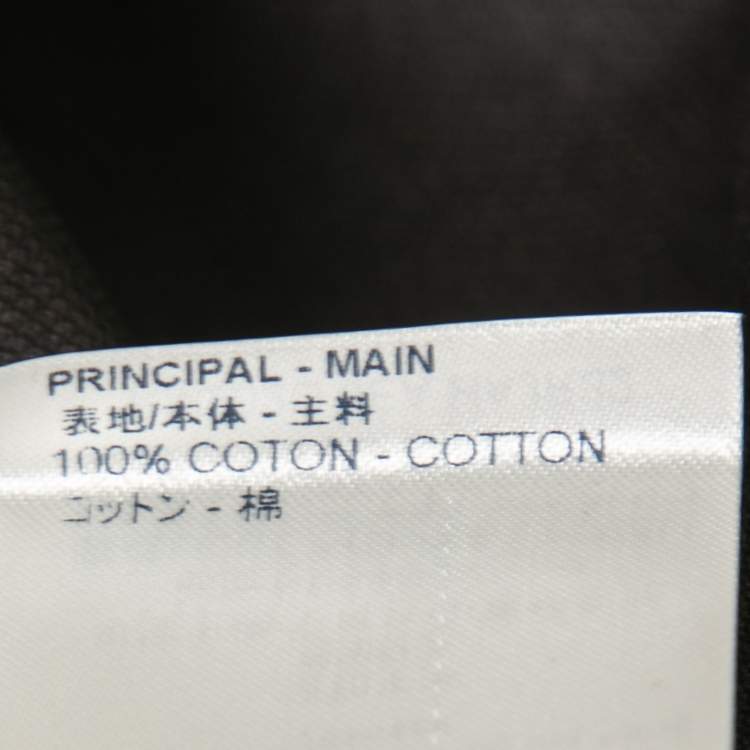 PRINCIPAL - MAIN
表地/本体 - 主料
100% COTON - COTTON
コットン - 棉